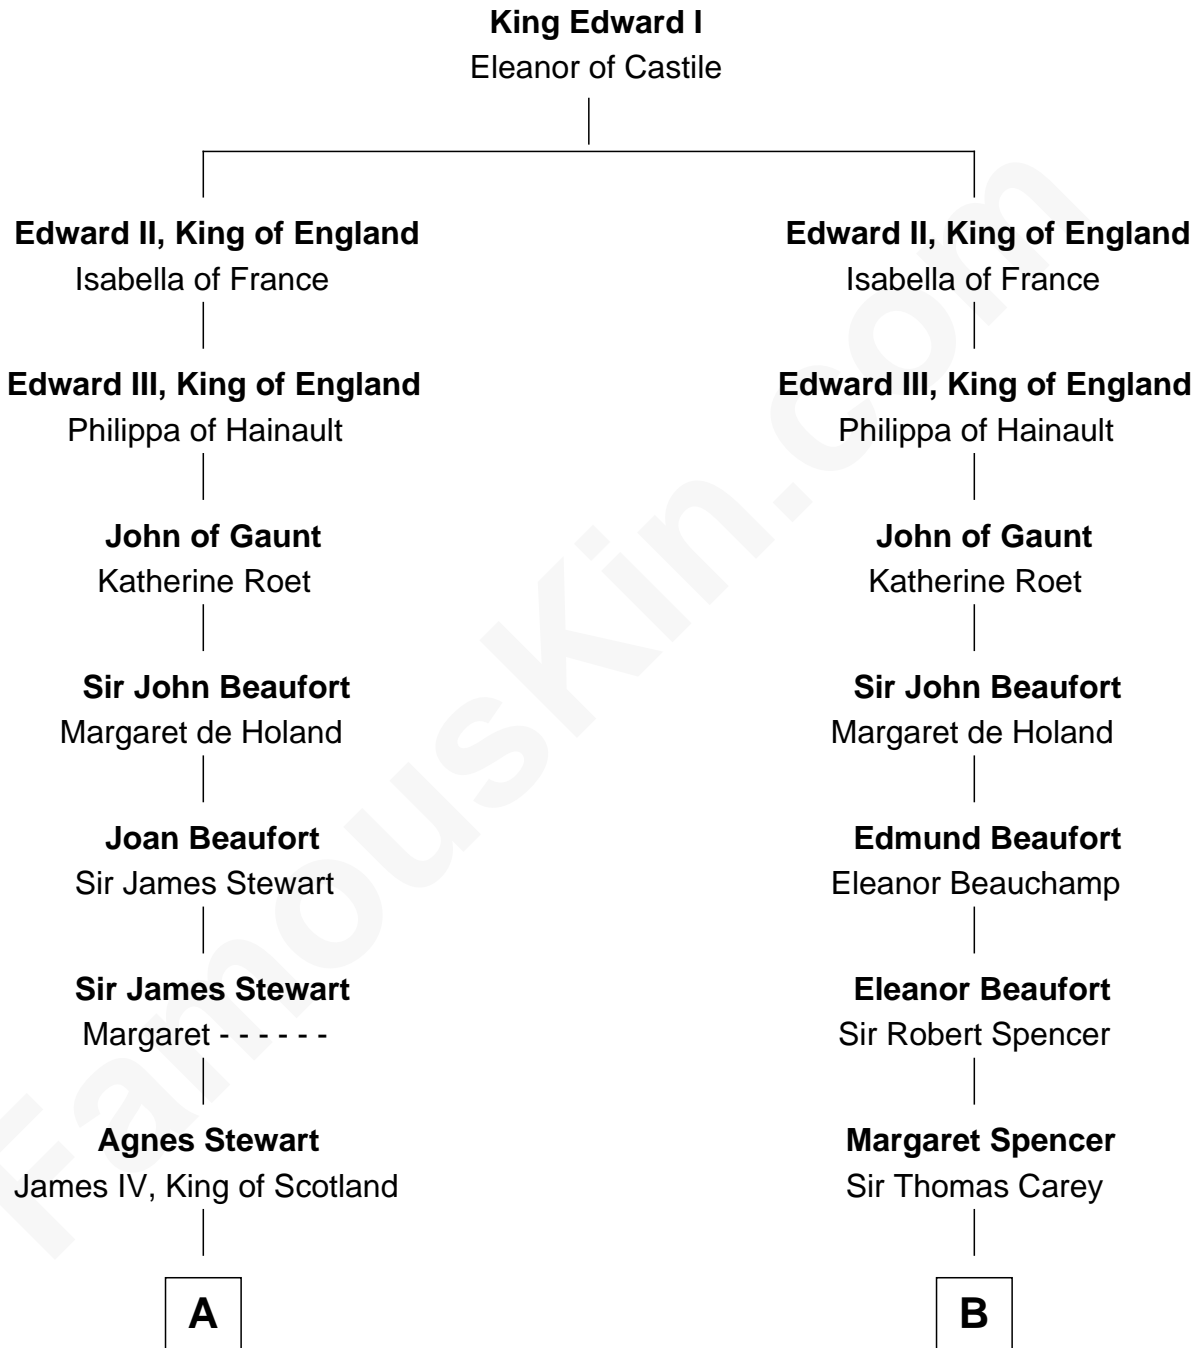 King Edward I
Eleanor of Castile
Edward II, King of England
Isabella of France
Edward III, King of England
Philippa of Hainault
John of Gaunt
Katherine Roet
Sir John Beaufort
Margaret de Holand
Joan Beaufort
Sir James Stewart
Sir James Stewart
Margaret - - - - - -
Agnes Stewart
James IV, King of Scotland
A
Edward II, King of England
Isabella of France
Edward III, King of England
Philippa of Hainault
John of Gaunt
Katherine Roet
Sir John Beaufort
Margaret de Holand
Edmund Beaufort
Eleanor Beauchamp
Eleanor Beaufort
Sir Robert Spencer
Margaret Spencer
Sir Thomas Carey
B
FamousKin.com